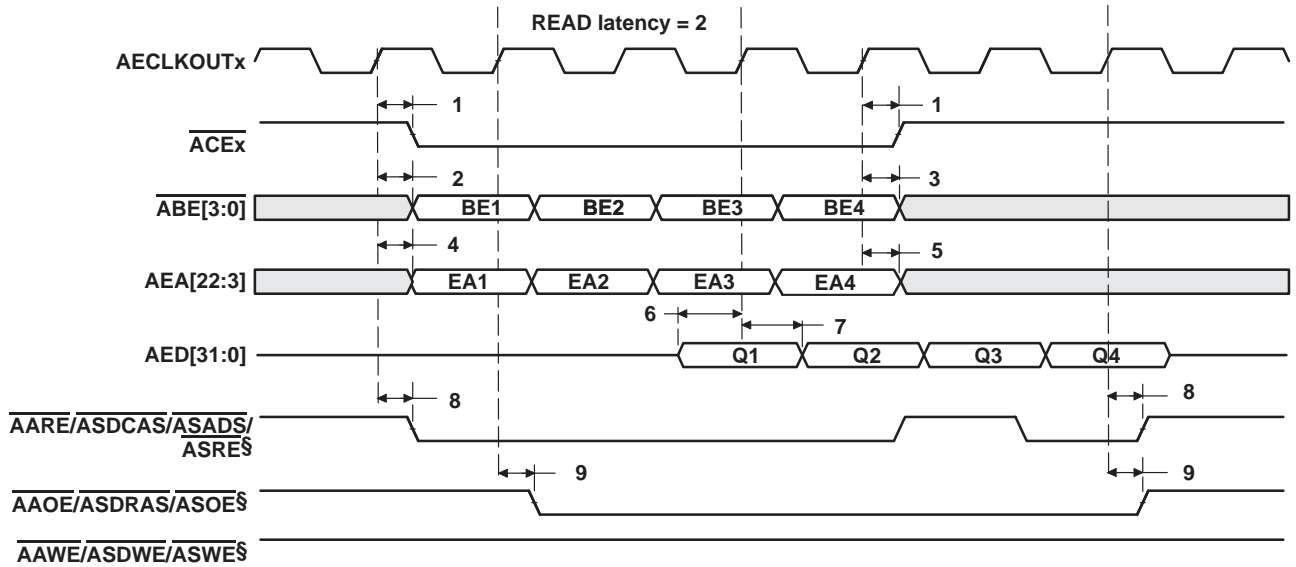 READ latency = 2
AECLKOUTx
1 1
ACEx
2 3
ABE[3:0] BE1 BE2 BE3 BE4
4 5
AEA[22:3] EA1 EA2 EA3 EA4
6 7
AED[31:0] Q1 Q2 Q3 Q4
8 8
AARE/ASDCAS/ASADS/
ASRE§
9 9
AAOE/ASDRAS/ASOE§
AAWE/ASDWE/ASWE§